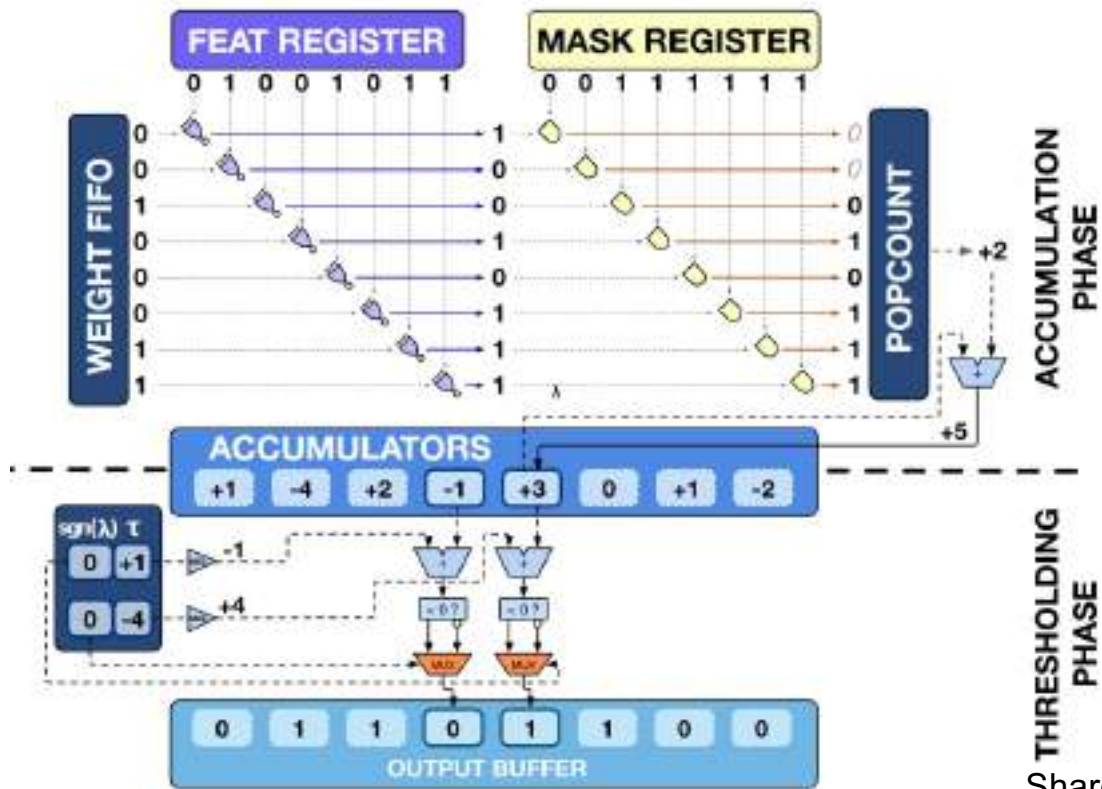 FEAT REGISTER MASK REGISTER
0 1 0 0 1 0 1 1 0 0 1 1 1 1 1 1
WEIGHT FIFO
0 1 0
0 0 0
1 0 0
0 1 1
0 0 0
0 1 1
1 1 1
1 1 λ 1
POPCOUNT
+2
+
ACCUMULATION
PHASE
+5
ACCUMULATORS
+1 -4 +2 -1 +3 0 +1 -2
sgn(λ) τ
0 +1 -1
0 -4 +4
+ +
< 0 ? < 0 ?
MUX MUX
THRESHOLDING
PHASE
0 1 1 0 1 1 0 0
OUTPUT BUFFER